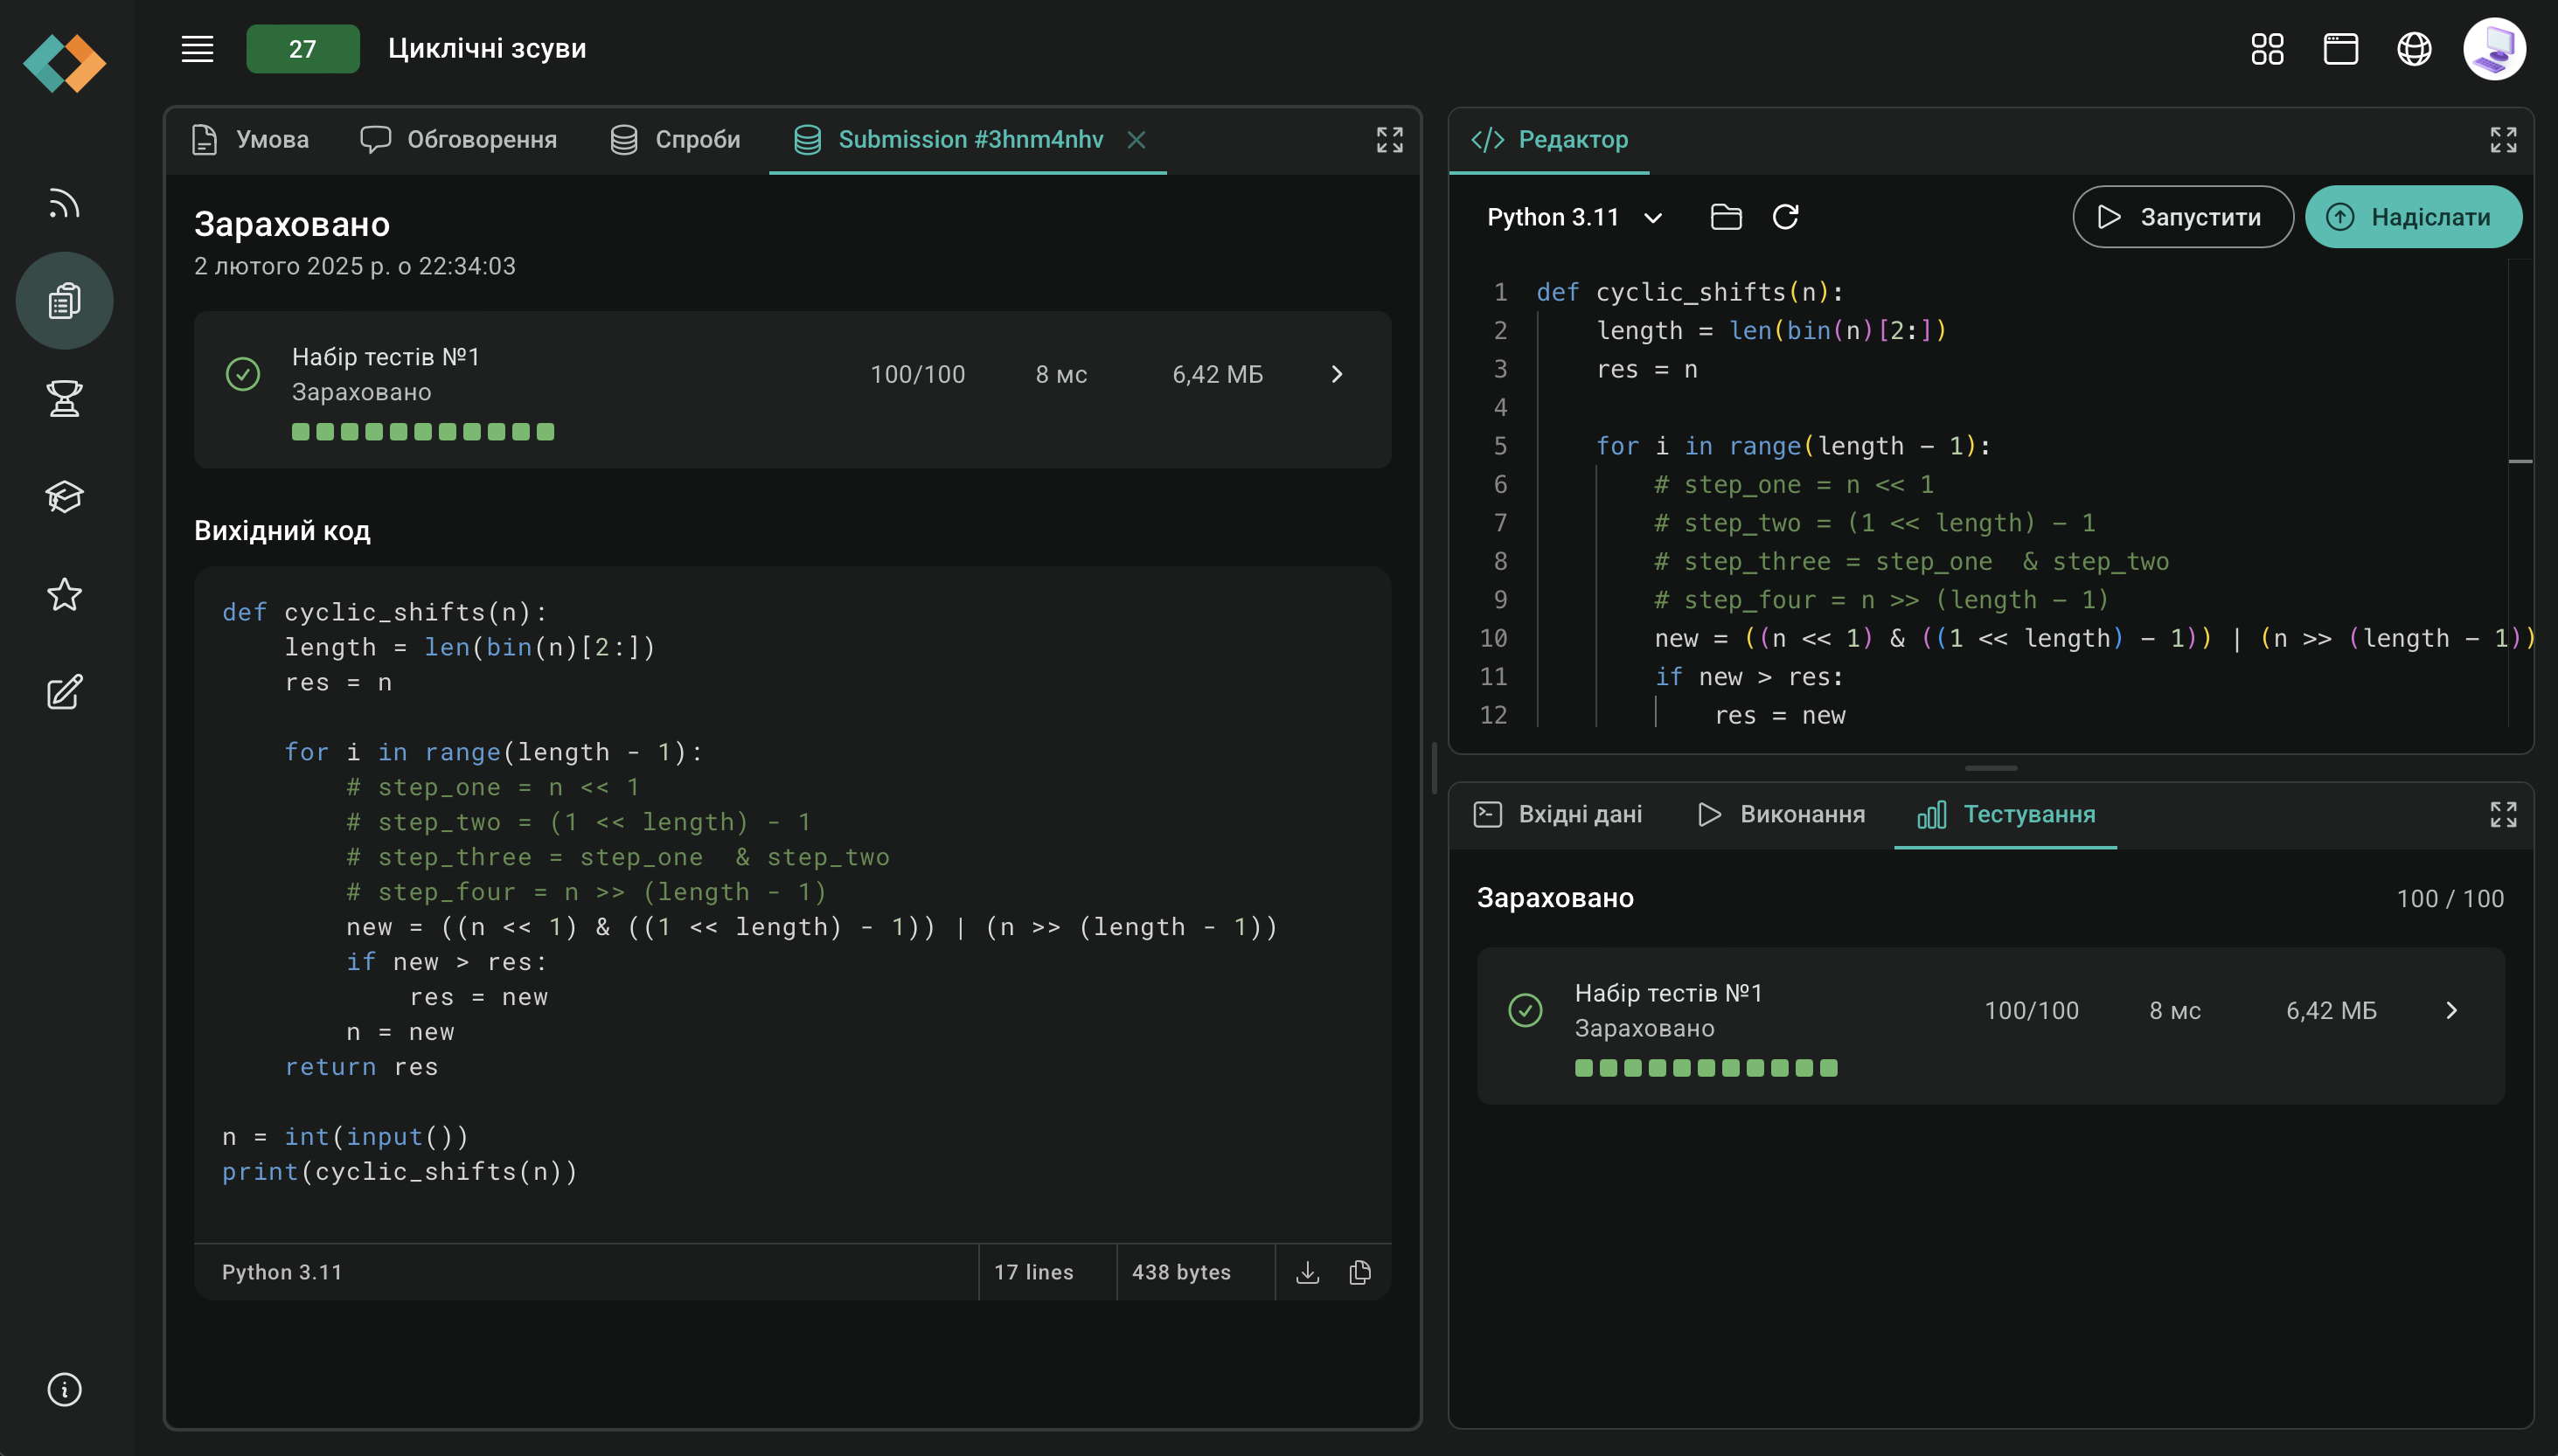 27
Циклічні зсуви
Умова
Обговорення
Спроби
Submission #3hnm4nhv
Зараховано
2 лютого 2025 р. о 22:34:03
Набір тестів №1
Зараховано
100/100
8 мс
6,42 МБ
Вихідний код
def cyclic_shifts(n):
    length = len(bin(n)[2:])
    res = n

    for i in range(length - 1):
        # step_one = n << 1
        # step_two = (1 << length) - 1
        # step_three = step_one  & step_two
        # step_four = n >> (length - 1)
        new = ((n << 1) & ((1 << length) - 1)) | (n >> (length - 1))
        if new > res:
            res = new
        n = new
    return res

n = int(input())
print(cyclic_shifts(n))
Python 3.11
17 lines
438 bytes
Редактор
Python 3.11
Запустити
Надіслати
1 def cyclic_shifts(n):
2     length = len(bin(n)[2:])
3     res = n
4
5     for i in range(length - 1):
6         # step_one = n << 1
7         # step_two = (1 << length) - 1
8         # step_three = step_one  & step_two
9         # step_four = n >> (length - 1)
10         new = ((n << 1) & ((1 << length) - 1)) | (n >> (length - 1))
11         if new > res:
12             res = new
Вхідні дані
Виконання
Тестування
Зараховано
100 / 100
Набір тестів №1
Зараховано
100/100
8 мс
6,42 МБ